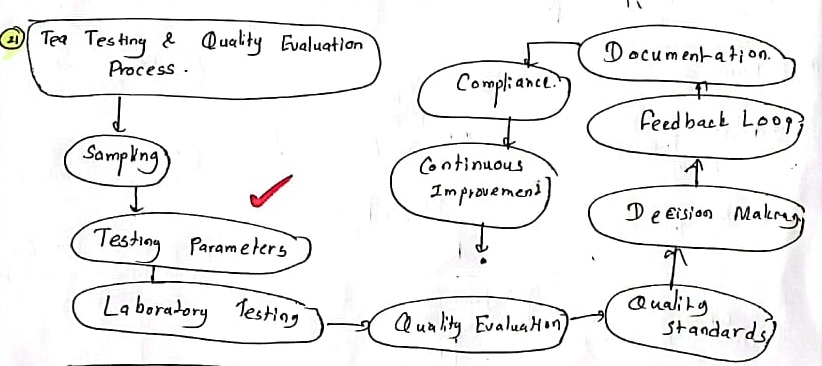 21
Tea Testing & Quality Evaluation
Process.
Sampling
Testing Parameters
Laboratory Testing
Quality Evaluation
Quality
Standards
Decision Making
Feedback Loop
Documentation.
Compliance.
Continuous
Improvement